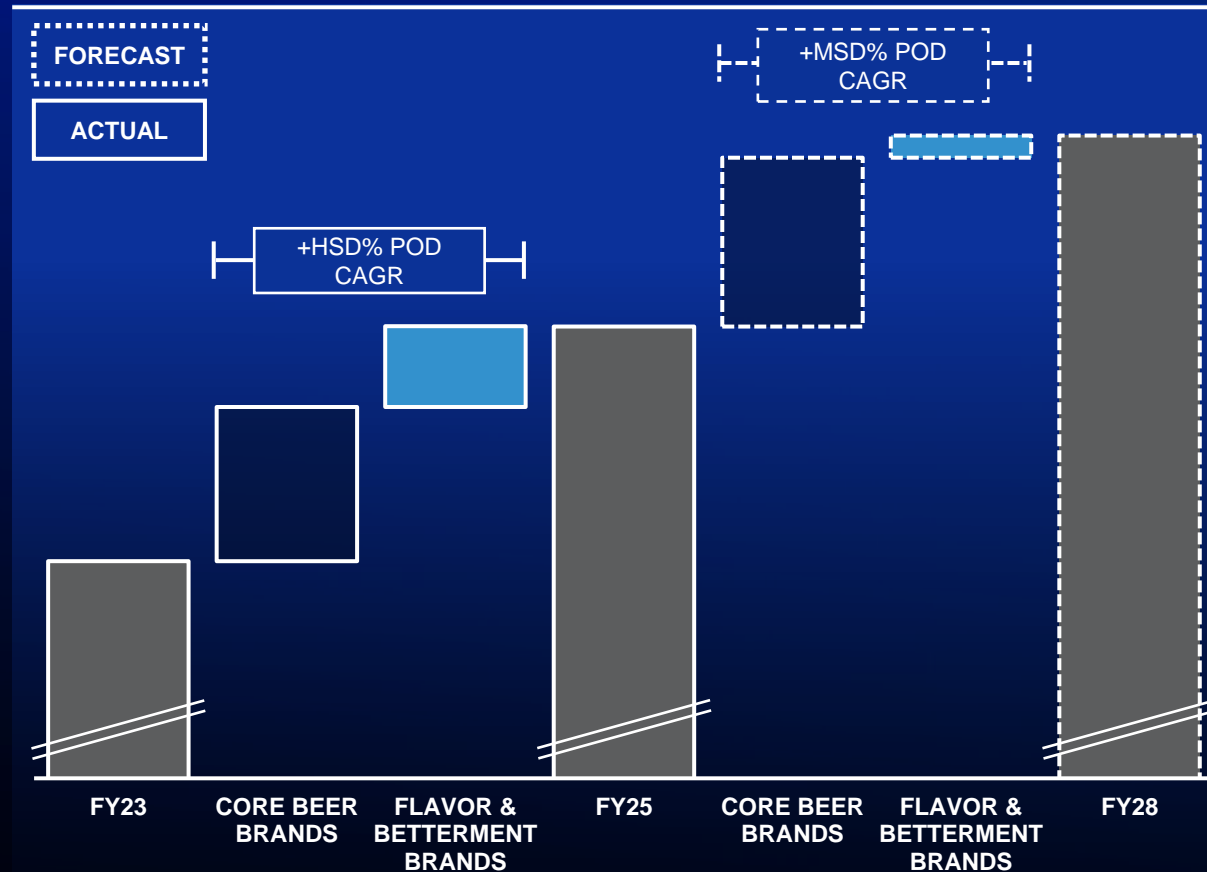 FORECAST
ACTUAL
+MSD% POD
CAGR
+HSD% POD
CAGR
FY23
CORE BEER
BRANDS
FLAVOR &
BETTERMENT
BRANDS
FY25
CORE BEER
BRANDS
FLAVOR &
BETTERMENT
BRANDS
FY28